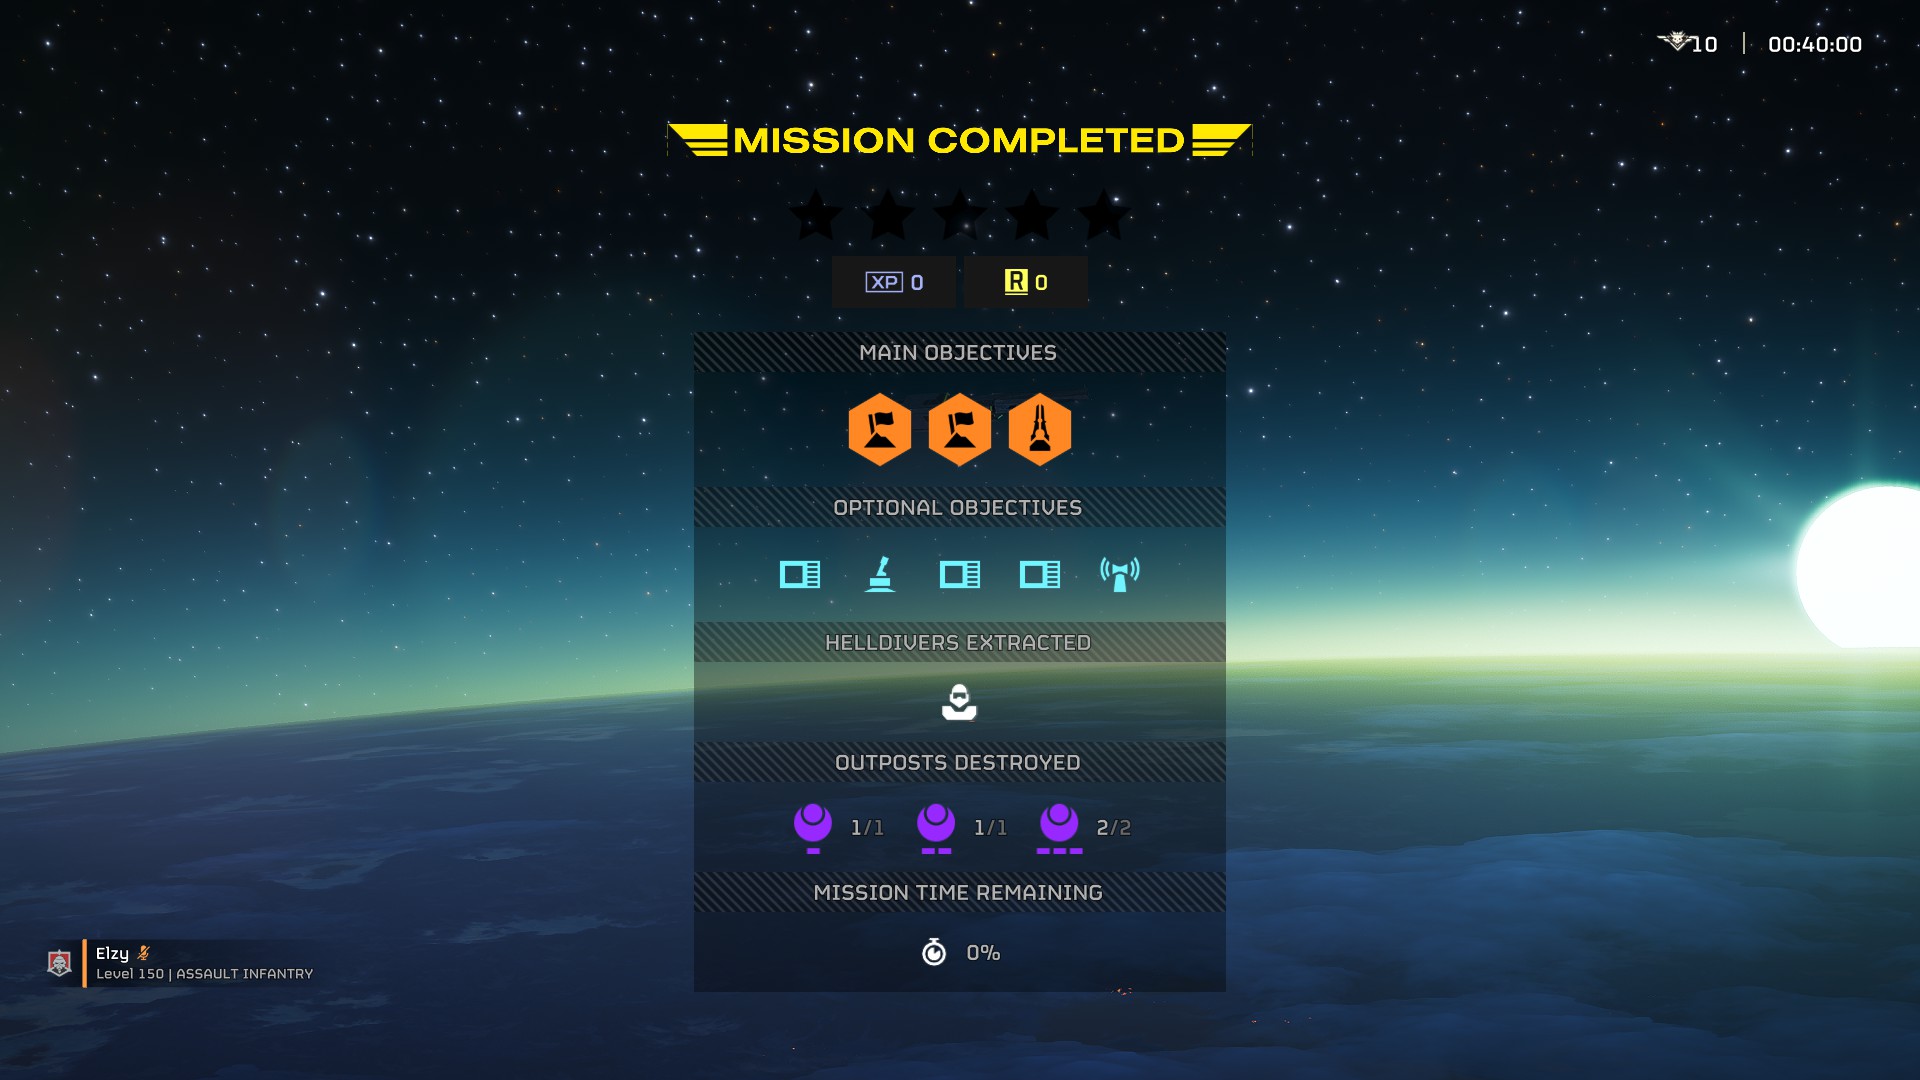 10 | 00:40:00
MISSION COMPLETED
XP 0
R 0
MAIN OBJECTIVES
OPTIONAL OBJECTIVES
HELLDIVERS EXTRACTED
OUTPOSTS DESTROYED
1/1 1/1 2/2
MISSION TIME REMAINING
0%
Elzy
Level 150 | ASSAULT INFANTRY